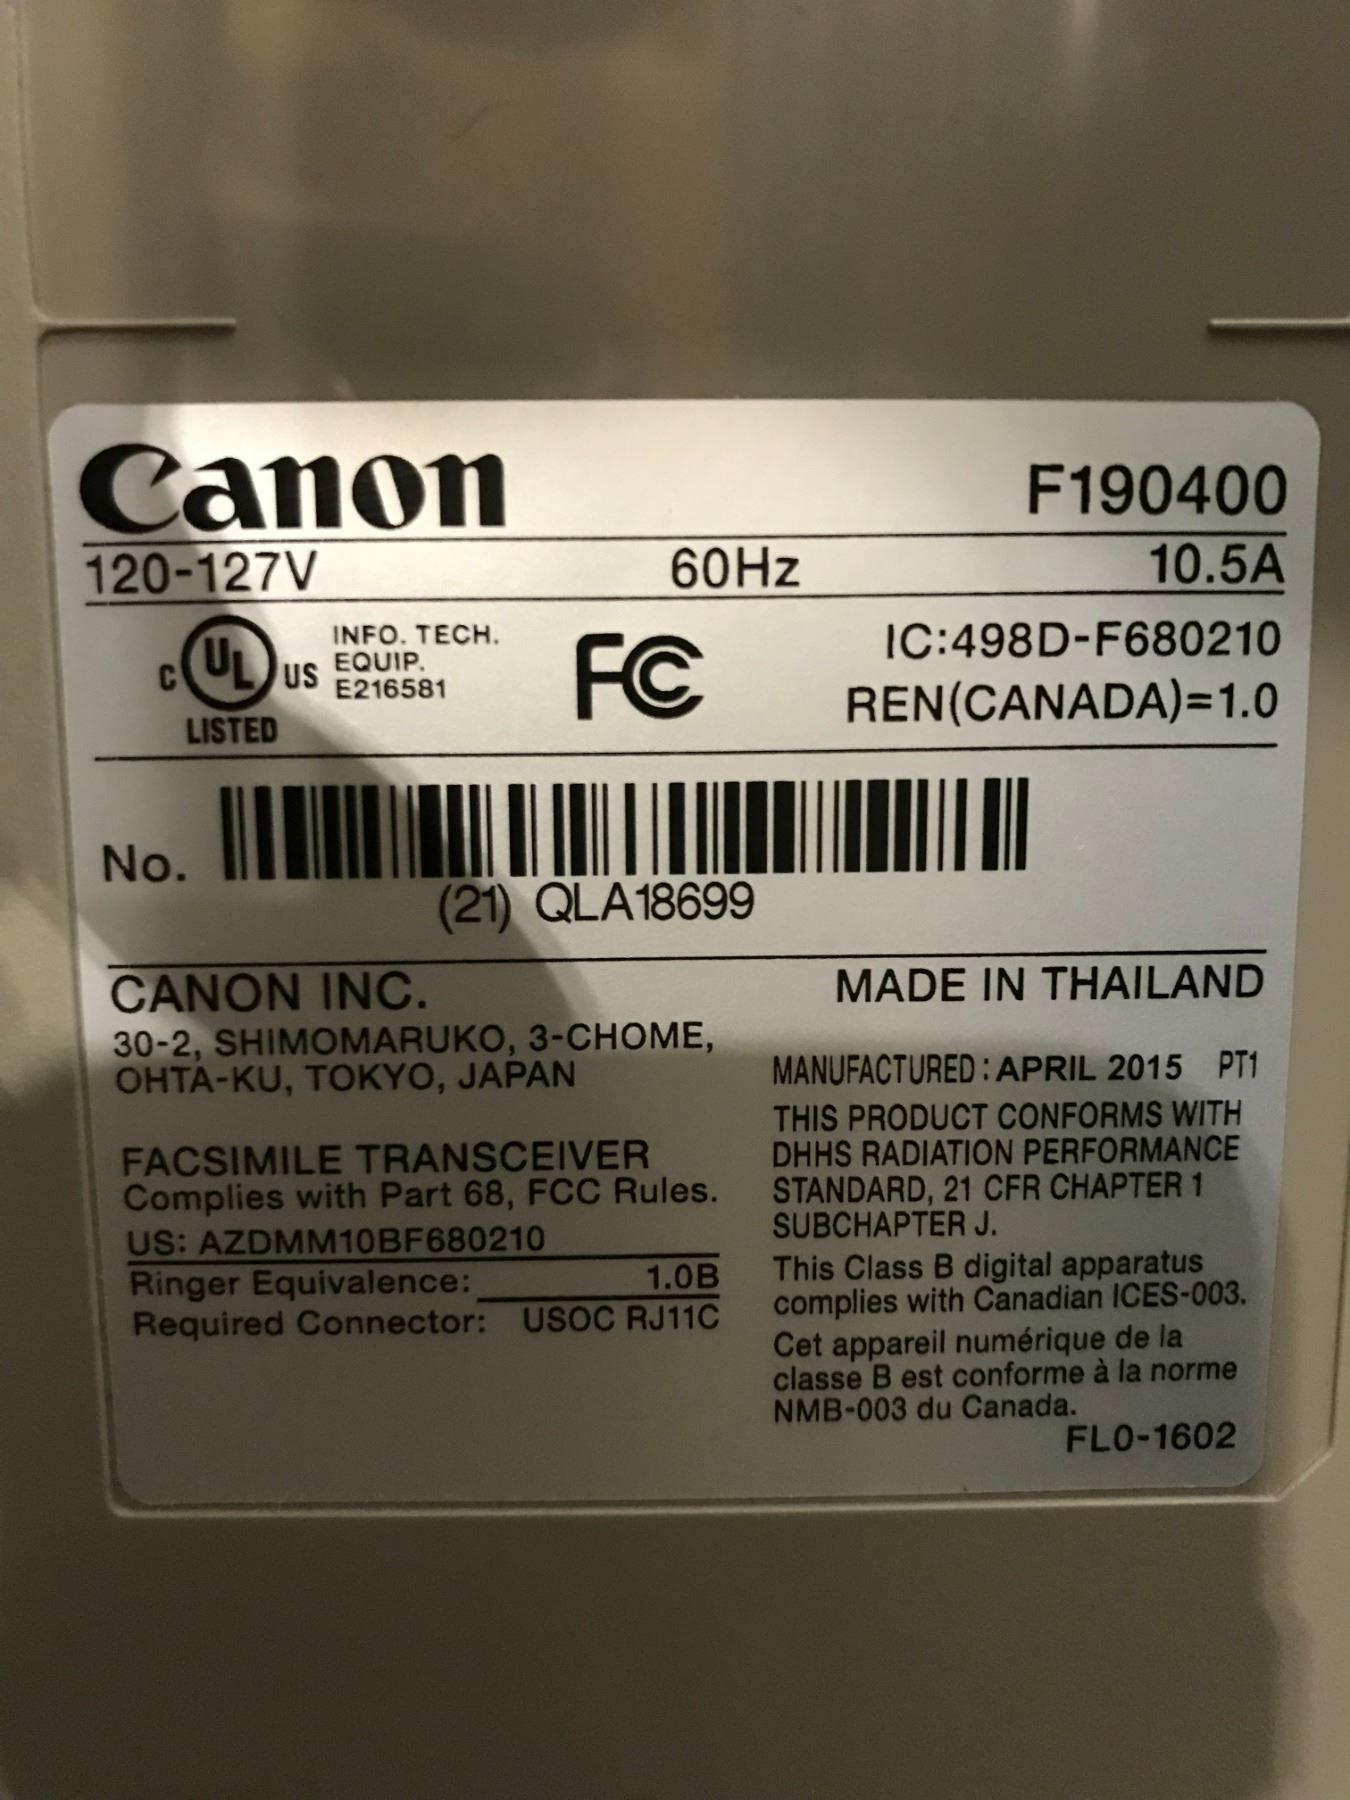 Canon F190400
120-127V 60Hz 10.5A
C UL US LISTED
INFO. TECH.
EQUIP.
E216581
FC
IC:498D-F680210
REN(CANADA)=1.0
No.
(21) QLA18699
CANON INC.
30-2, SHIMOMARUKO, 3-CHOME,
OHTA-KU, TOKYO, JAPAN
FACSIMILE TRANSCEIVER
Complies with Part 68, FCC Rules.
US: AZDMM10BF680210
Ringer Equivalence: 1.0B
Required Connector: USOC RJ11C
MADE IN THAILAND
MANUFACTURED : APRIL 2015 PT1
THIS PRODUCT CONFORMS WITH
DHHS RADIATION PERFORMANCE
STANDARD, 21 CFR CHAPTER 1
SUBCHAPTER J.
This Class B digital apparatus
complies with Canadian ICES-003.
Cet appareil numérique de la
classe B est conforme à la norme
NMB-003 du Canada.
FL0-1602